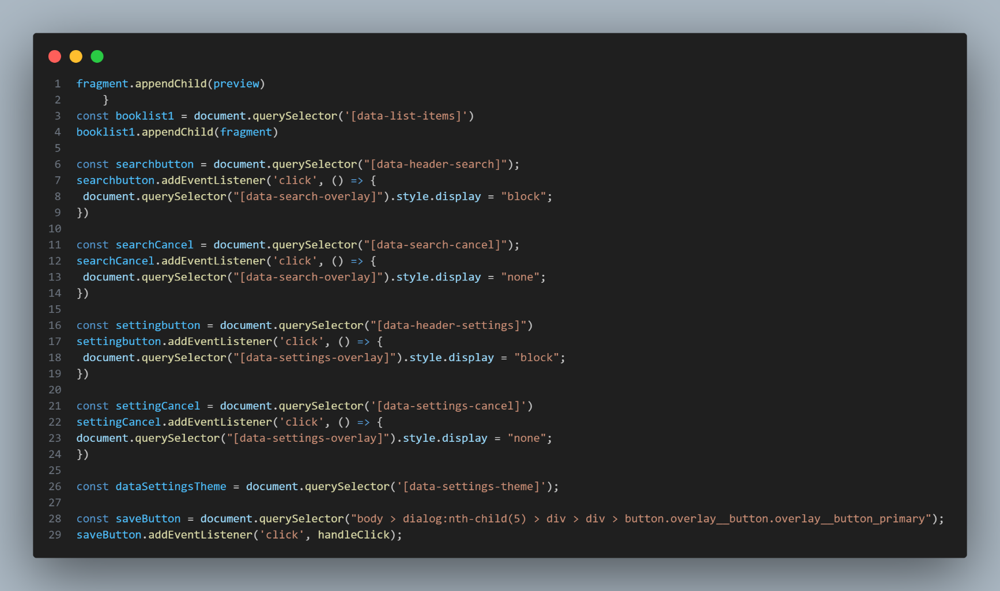 1 fragment.appendChild(preview)
2     }
3 const booklist1 = document.querySelector('[data-list-items]')
4 booklist1.appendChild(fragment)
5
6 const searchbutton = document.querySelector("[data-header-search]");
7 searchbutton.addEventListener('click', () => {
8  document.querySelector("[data-search-overlay]").style.display = "block";
9 })
10
11 const searchCancel = document.querySelector("[data-search-cancel]");
12 searchCancel.addEventListener('click', () => {
13  document.querySelector("[data-search-overlay]").style.display = "none";
14 })
15
16 const settingbutton = document.querySelector("[data-header-settings]")
17 settingbutton.addEventListener('click', () => {
18  document.querySelector("[data-settings-overlay]").style.display = "block";
19 })
20
21 const settingCancel = document.querySelector('[data-settings-cancel]')
22 settingCancel.addEventListener('click', () => {
23 document.querySelector("[data-settings-overlay]").style.display = "none";
24 })
25
26 const dataSettingsTheme = document.querySelector('[data-settings-theme]');
27
28 const saveButton = document.querySelector("body > dialog:nth-child(5) > div > div > button.overlay__button.overlay__button_primary");
29 saveButton.addEventListener('click', handleClick);